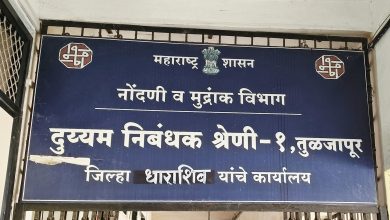 महाराष्ट्र शासन
नोंदणी व मुद्रांक विभाग
दुय्यम निबंधक श्रेणी-१, तुळजापूर
जिल्हा धाराशिव यांचे कार्यालय